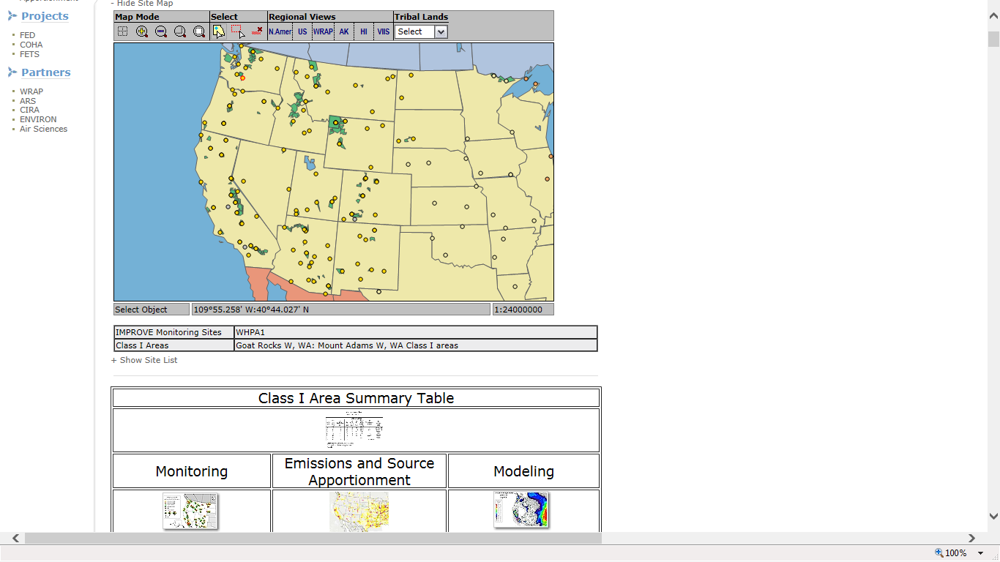 Apportionment
Projects
FED
COHA
FETS
Partners
WRAP
ARS
CIRA
ENVIRON
Air Sciences
- Hide Site Map
Map Mode
Select
Regional Views
Tribal Lands
N.Amer
US
WRAP
AK
HI
VIIS
Select
Select Object
109°55.258' W:40°44.027' N
1:24000000
IMPROVE Monitoring Sites WHPA1
Class I Areas Goat Rocks W, WA: Mount Adams W, WA Class I areas
+ Show Site List
Class I Area Summary Table
Monitoring
Emissions and Source
Apportionment
Modeling
100%